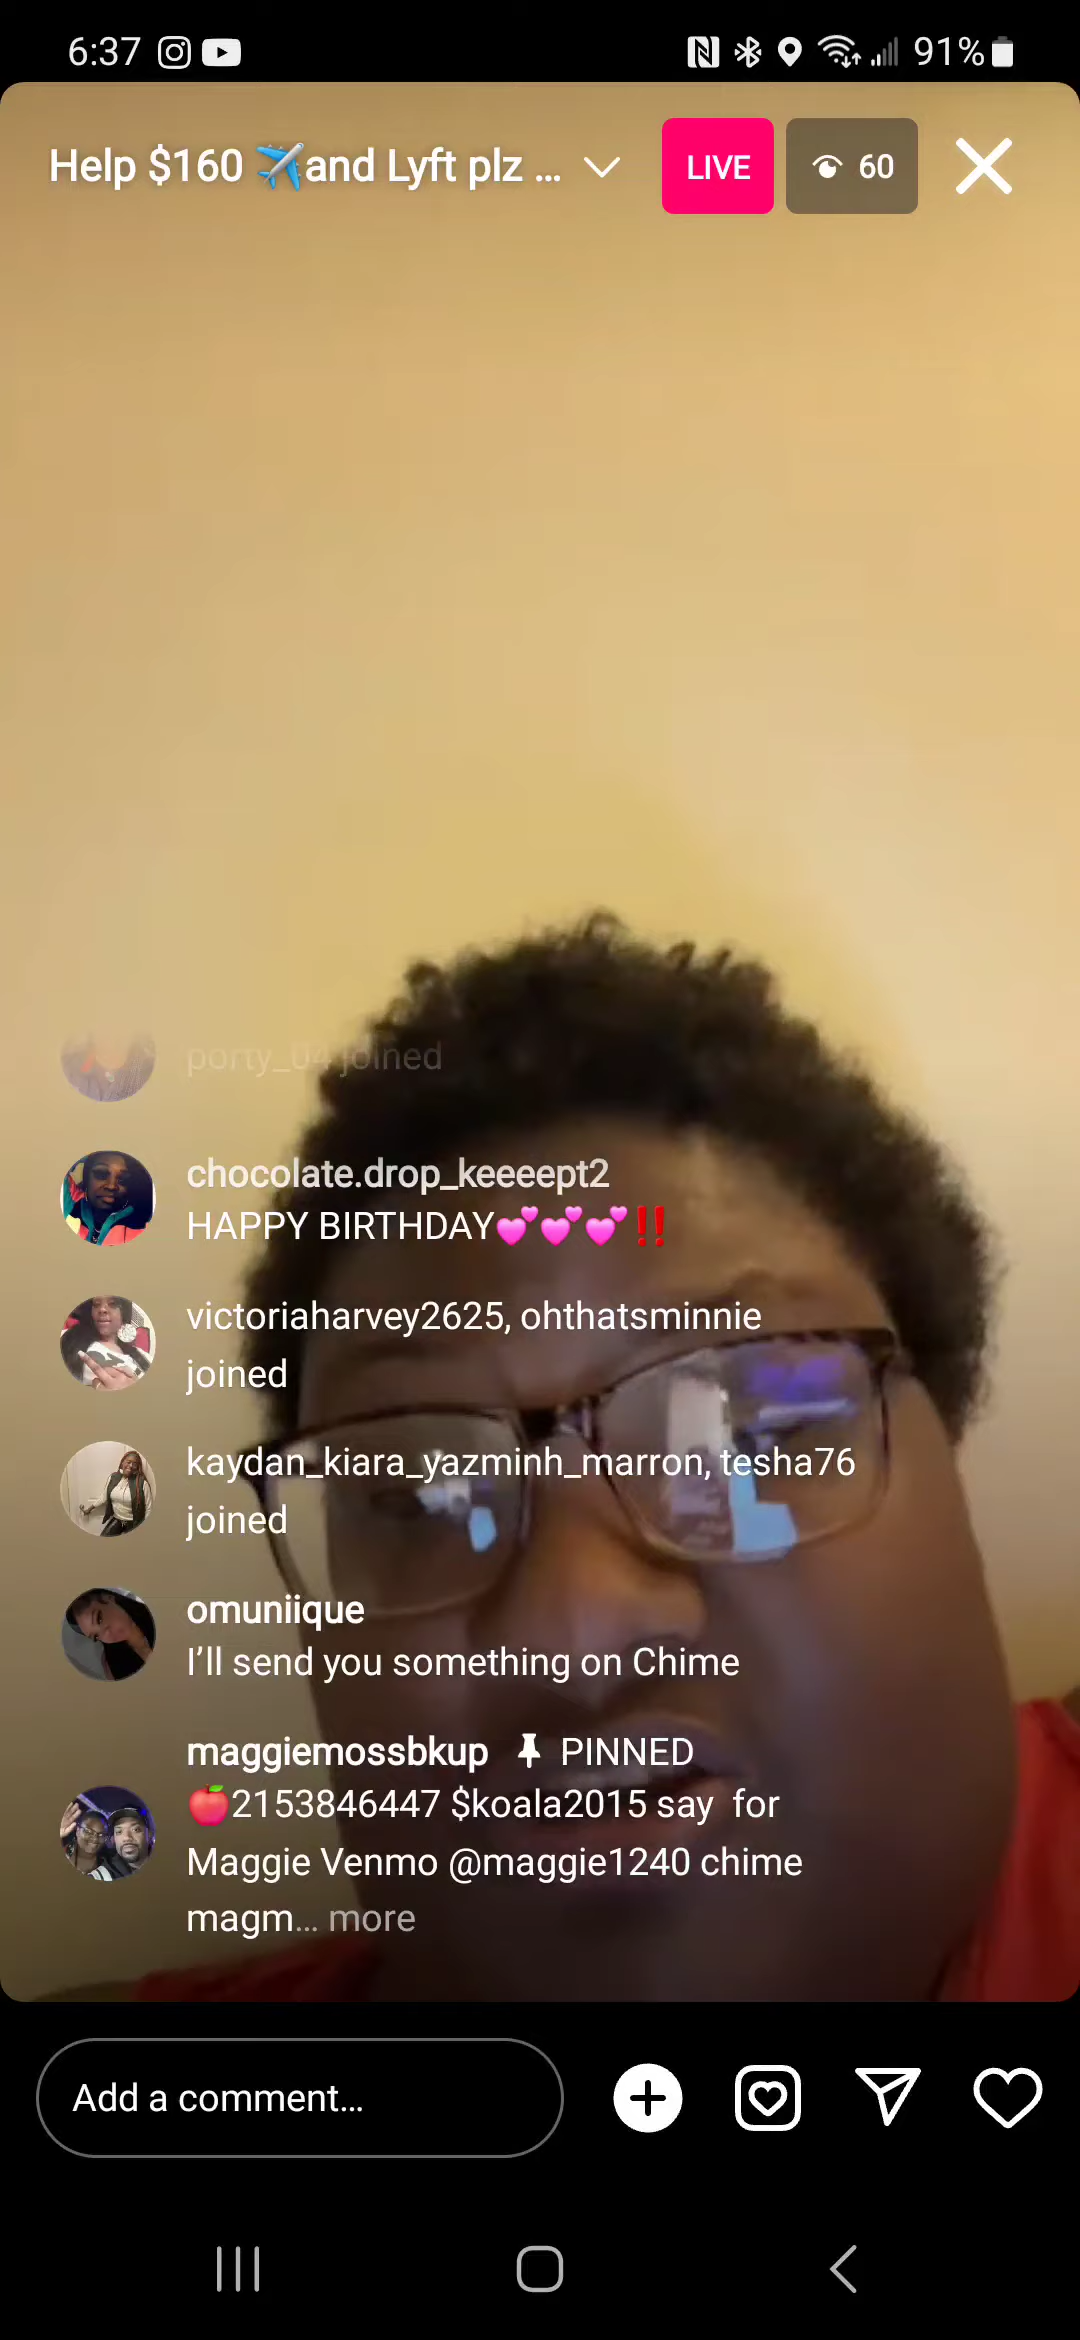 6:37 91%
Help $160 ✈️and Lyft plz ... LIVE 60
porty_04 joined
chocolate.drop_keeeept2
HAPPY BIRTHDAY💕💕💕‼️
victoriaharvey2625, ohthatsminnie
joined
kaydan_kiara_yazminh_marron, tesha76
joined
omuniique
I’ll send you something on Chime
maggiemossbkup 📌 PINNED
🍎2153846447 $koala2015 say for
Maggie Venmo @maggie1240 chime
magm... more
Add a comment...